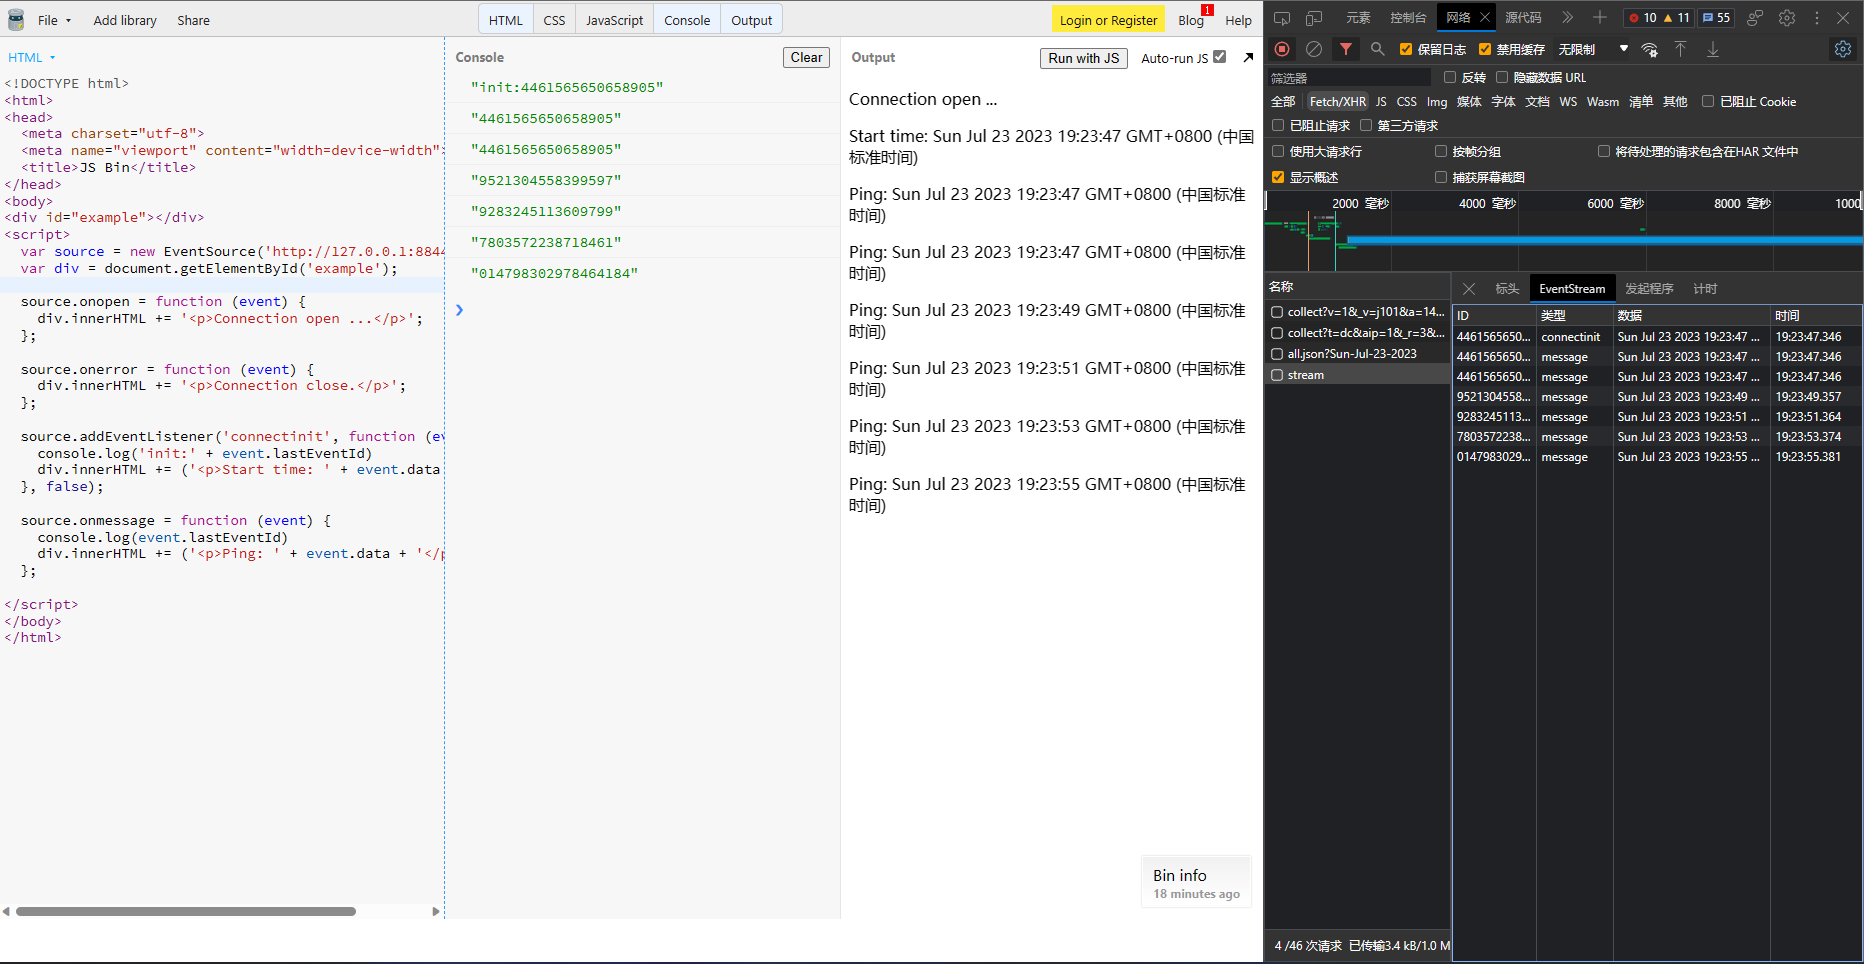 File
Add library
Share
HTML
CSS
JavaScript
Console
Output
Login or Register
Blog
1
Help
HTML
<!DOCTYPE html>
<html>
<head>
<meta charset="utf-8">
<meta name="viewport" content="width=device-width"
<title>JS Bin</title>
</head>
<body>
<div id="example"></div>
<script>
var source = new EventSource('http://127.0.0.1:884
var div = document.getElementById('example');
source.onopen = function (event) {
div.innerHTML += '<p>Connection open ...</p>';
};
source.onerror = function (event) {
div.innerHTML += '<p>Connection close.</p>';
};
source.addEventListener('connectinit', function (ev
console.log('init:' + event.lastEventId)
div.innerHTML += ('<p>Start time: ' + event.data
}, false);
source.onmessage = function (event) {
console.log(event.lastEventId)
div.innerHTML += ('<p>Ping: ' + event.data + '</p
};
</script>
</body>
</html>
Console
Clear
"init:4461565650658905"
"4461565650658905"
"4461565650658905"
"9521304558399597"
"9283245113609799"
"7803572238718461"
"014798302978464184"
Output
Run with JS
Auto-run JS
Connection open ...
Start time: Sun Jul 23 2023 19:23:47 GMT+0800 (中国
标准时间)
Ping: Sun Jul 23 2023 19:23:47 GMT+0800 (中国标准
时间)
Ping: Sun Jul 23 2023 19:23:47 GMT+0800 (中国标准
时间)
Ping: Sun Jul 23 2023 19:23:49 GMT+0800 (中国标准
时间)
Ping: Sun Jul 23 2023 19:23:51 GMT+0800 (中国标准
时间)
Ping: Sun Jul 23 2023 19:23:53 GMT+0800 (中国标准
时间)
Ping: Sun Jul 23 2023 19:23:55 GMT+0800 (中国标准
时间)
Bin info
18 minutes ago
元素 控制台 网络 源代码 10 11 55
保留日志 禁用缓存 无限制
筛选器 反转 隐藏数据 URL
全部 Fetch/XHR JS CSS Img 媒体 字体 文档 WS Wasm 清单 其他 已阻止 Cookie
已阻止请求 第三方请求
使用大请求行 按帧分组 将待处理的请求包含在HAR 文件中
显示概述 捕获屏幕截图
2000 毫秒 4000 毫秒 6000 毫秒 8000 毫秒 1000
名称
collect?v=1&_v=j101&a=14...
collect?t=dc&aip=1&_r=3&...
all.json?Sun-Jul-23-2023
stream
标头 EventStream 发起程序 计时
ID 类型 数据 时间
4461565650... connectinit Sun Jul 23 2023 19:23:47 ... 19:23:47.346
4461565650... message Sun Jul 23 2023 19:23:47 ... 19:23:47.346
4461565650... message Sun Jul 23 2023 19:23:47 ... 19:23:47.346
9521304558... message Sun Jul 23 2023 19:23:49 ... 19:23:49.357
9283245113... message Sun Jul 23 2023 19:23:51 ... 19:23:51.364
7803572238... message Sun Jul 23 2023 19:23:53 ... 19:23:53.374
0147983029... message Sun Jul 23 2023 19:23:55 ... 19:23:55.381
4 /46 次请求 已传输3.4 kB/1.0 M